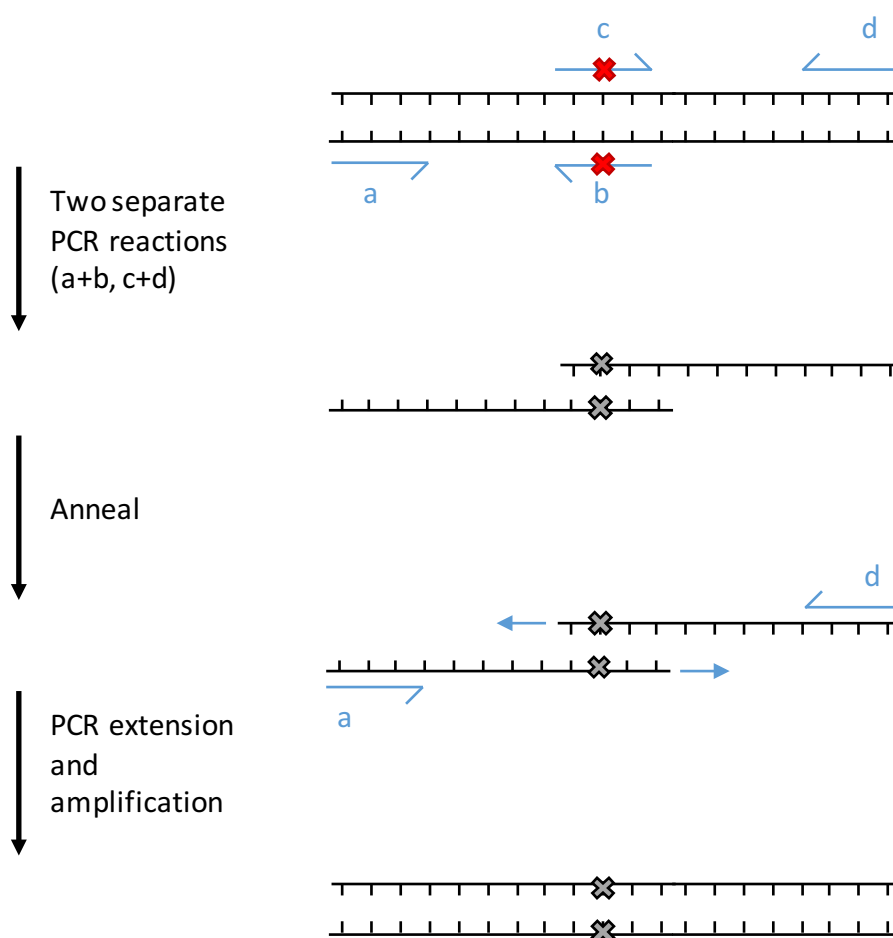 c
d
a
b
Two separate
PCR reactions
(a+b, c+d)
Anneal
d
a
PCR extension
and
amplification